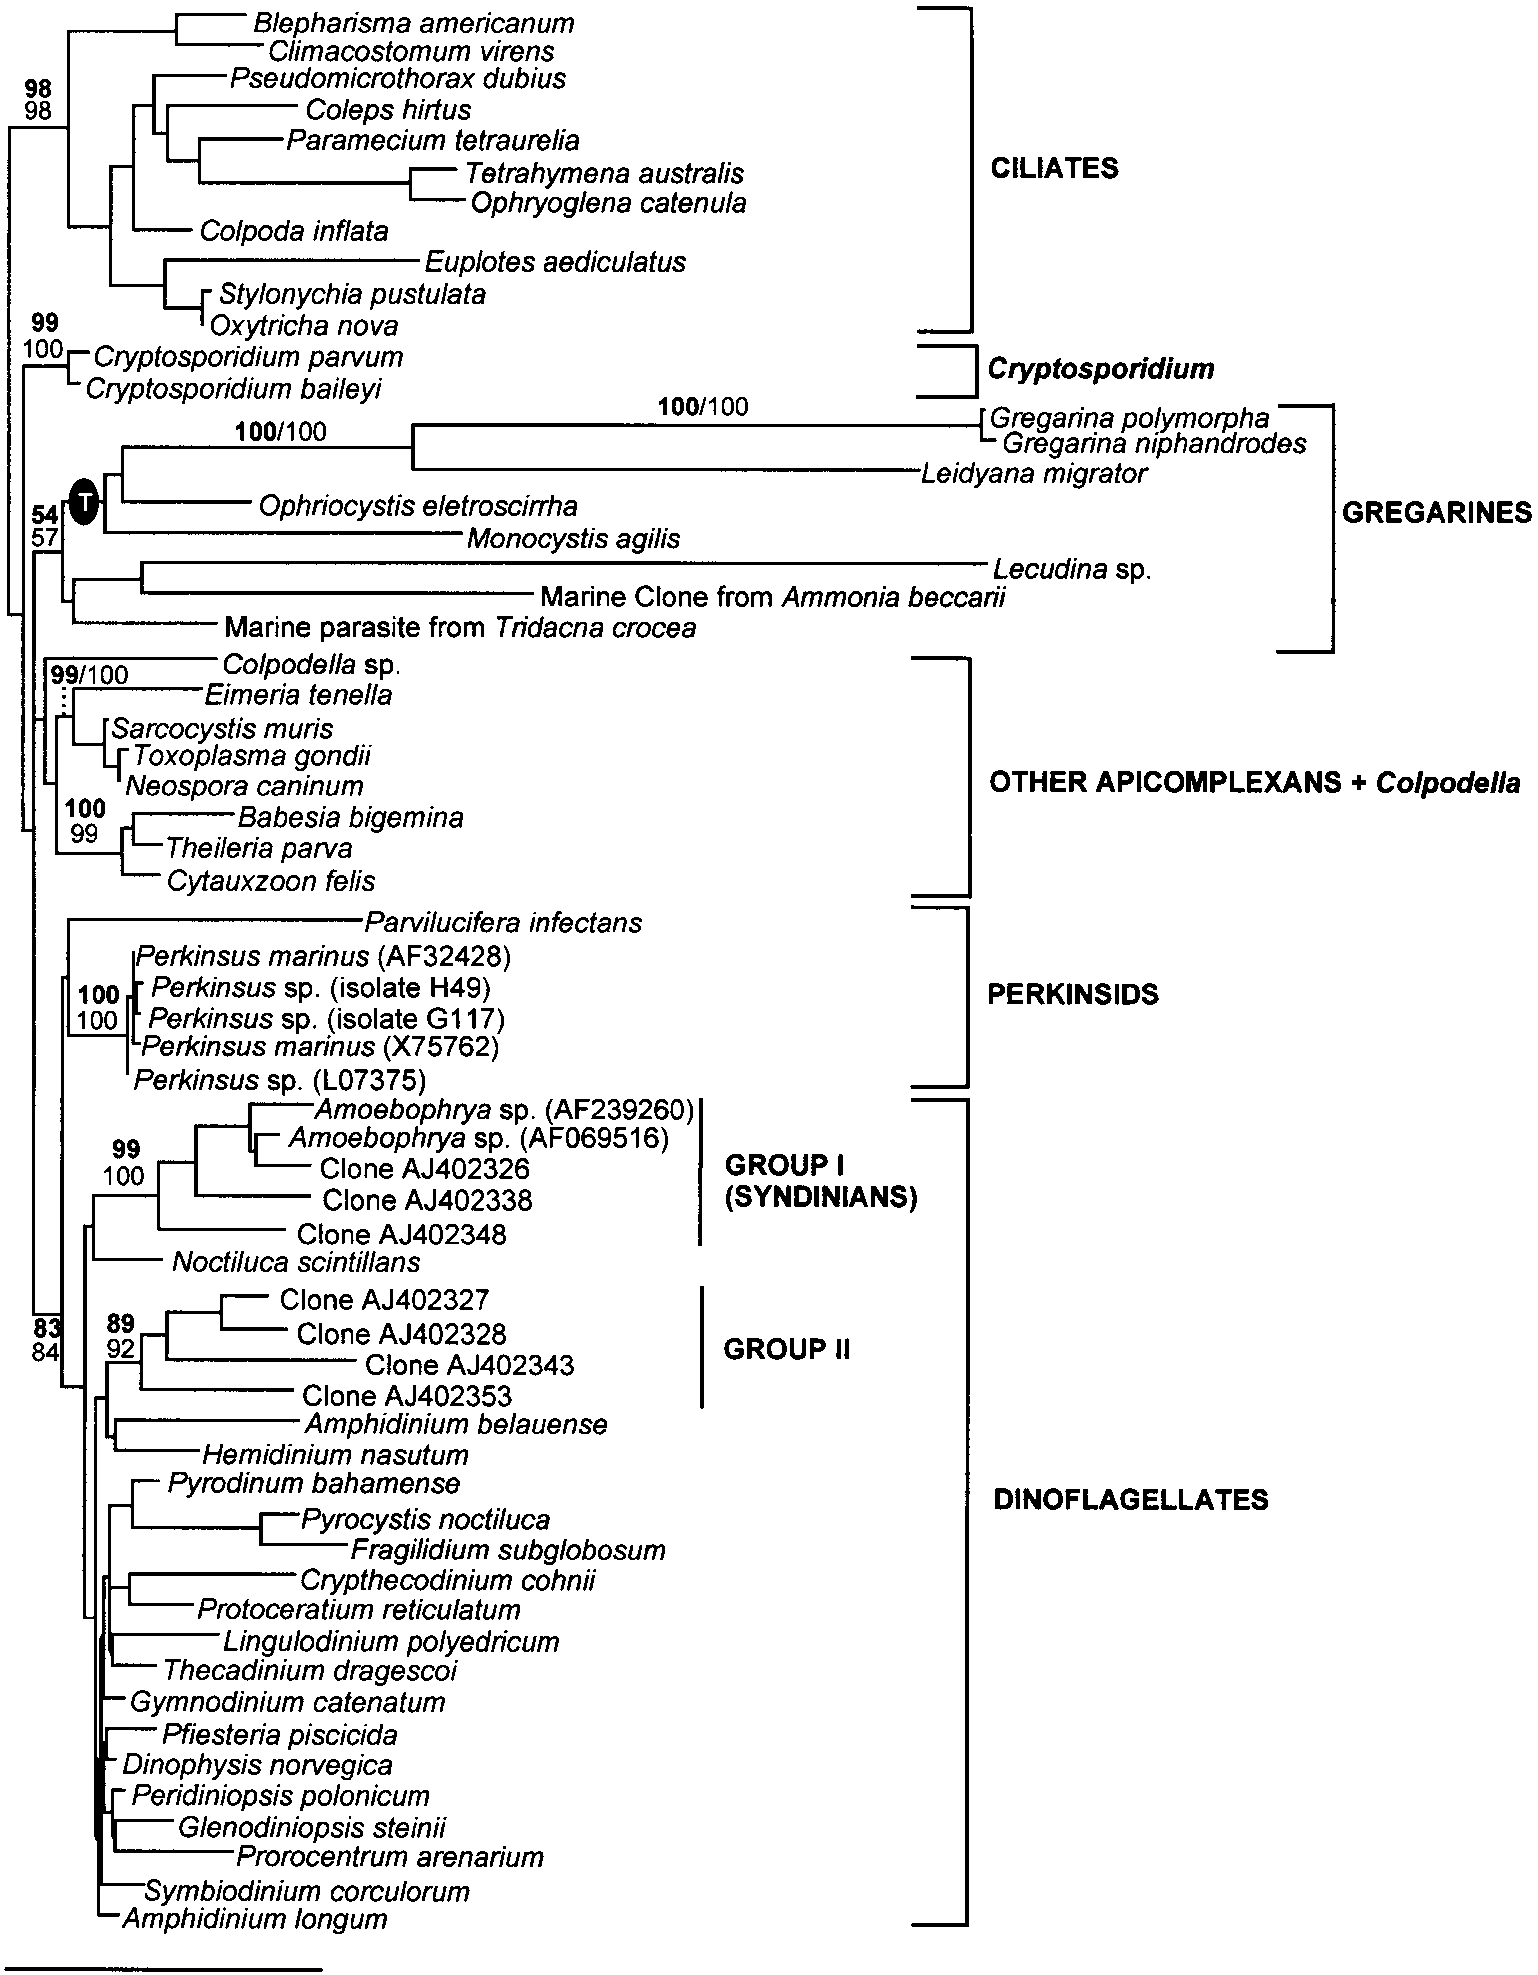 Blepharisma americanum
Climacostomum virens
Pseudomicrothorax dubius
98
98
Coleps hirtus
Paramecium tetraurelia
CILIATES
Tetrahymena australis
Ophryoglena catenula
Colpoda inflata
Euplotes aediculatus
Stylonychia pustulata
99
Oxytricha nova
100
Cryptosporidium parvum
Cryptosporidium
Cryptosporidium baileyi
100/100
Gregarina polymorpha
100/100
Gregarina niphandrodes
Leidyana migrator
T
Ophriocystis eletroscirrha
GREGARINES
54
57
Monocystis agilis
Lecudina sp.
Marine Clone from Ammonia beccarii
Marine parasite from Tridacna crocea
Colpodella sp.
99/100
Eimeria tenella
Sarcocystis muris
Toxoplasma gondii
OTHER APICOMPLEXANS + Colpodella
Neospora caninum
100
99
Babesia bigemina
Theileria parva
Cytauxzoon felis
Parvilucifera infectans
Perkinsus marinus (AF32428)
Perkinsus sp. (isolate H49)
PERKINSIDS
100
100
Perkinsus sp. (isolate G117)
Perkinsus marinus (X75762)
Perkinsus sp. (L07375)
Amoebophrya sp. (AF239260)
Amoebophrya sp. (AF069516)
99
100
Clone AJ402326
GROUP I
(SYNDINIANS)
Clone AJ402338
Clone AJ402348
Noctiluca scintillans
Clone AJ402327
83
84
89
92
Clone AJ402328
GROUP II
Clone AJ402343
Clone AJ402353
Amphidinium belauense
Hemidinium nasutum
Pyrodinum bahamense
DINOFLAGELLATES
Pyrocystis noctiluca
Fragilidium subglobosum
Crypthecodinium cohnii
Protoceratium reticulatum
Lingulodinium polyedricum
Thecadinium dragescoi
Gymnodinium catenatum
Pfiesteria piscicida
Dinophysis norvegica
Peridiniopsis polonicum
Glenodiniopsis steinii
Prorocentrum arenarium
Symbiodinium corculorum
Amphidinium longum